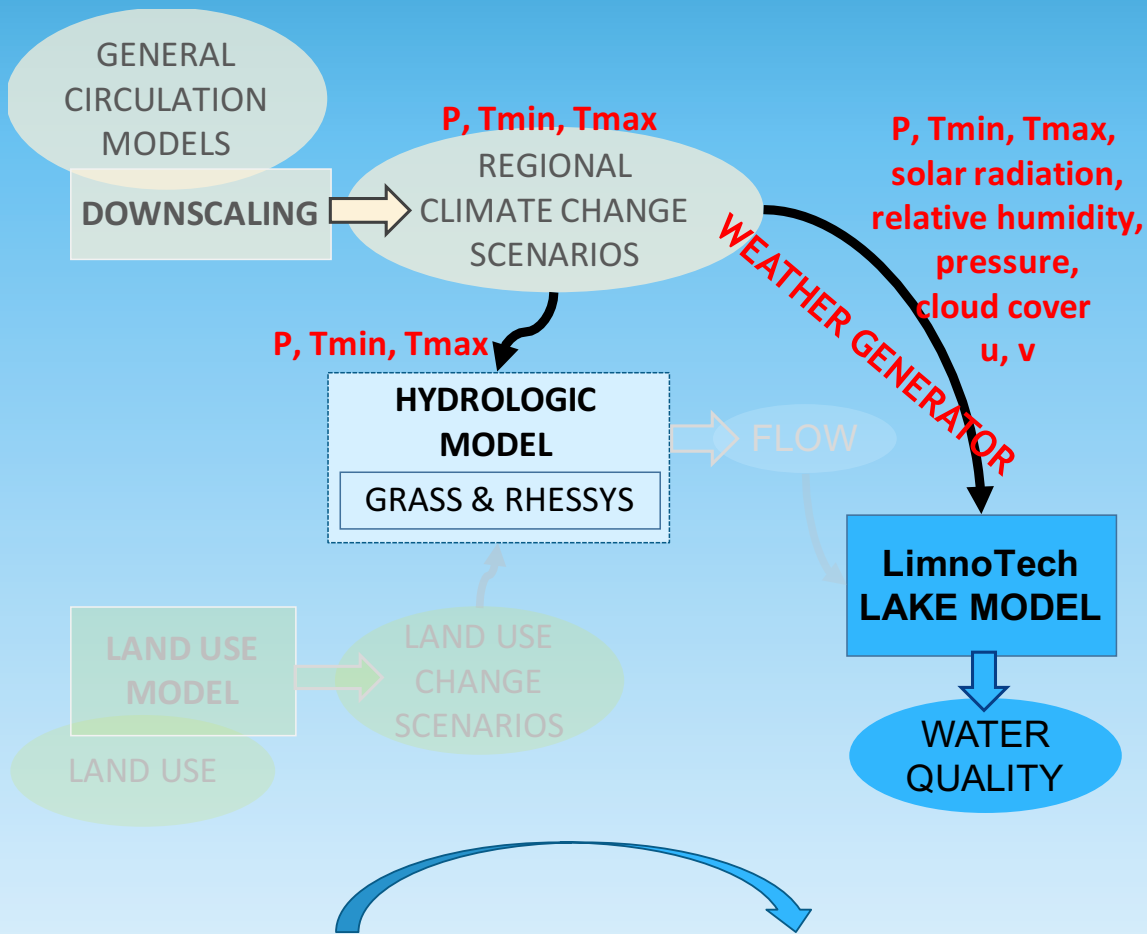 GENERAL
CIRCULATION
MODELS
DOWNSCALING
P, Tmin, Tmax
REGIONAL
CLIMATE CHANGE
SCENARIOS
P, Tmin, Tmax,
solar radiation,
relative humidity,
pressure,
cloud cover
u, v
WEATHER GENERATOR
P, Tmin, Tmax
HYDROLOGIC
MODEL
GRASS & RHESSYS
FLOW
LimnoTech
LAKE MODEL
LAND USE
MODEL
LAND USE
CHANGE
SCENARIOS
LAND USE
WATER
QUALITY